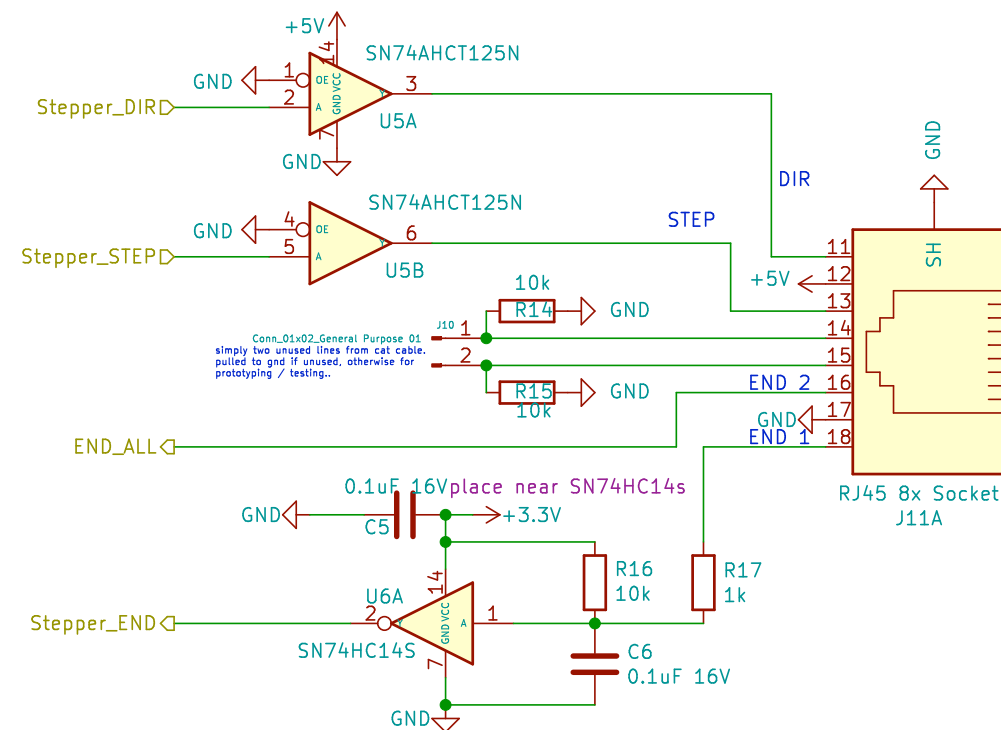 +5V
14
SN74AHCT125N
GND
1
OE
GND VCC
Y
3
Stepper_DIR
2
A
U5A
7
GND
GND
DIR
SN74AHCT125N
STEP
GND
4
OE
Y
6
SH
Stepper_STEP
5
A
U5B
11
+5V
12
10k
R14
GND
13
J10
Conn_01x02_General Purpose 01
1
14
simply two unused lines from cat cable.
pulled to gnd if unused, otherwise for
prototyping / testing..
2
15
R15
10k
GND
END 2
16
GND
17
END_ALL
END 1
18
0.1uF 16V
place near SN74HC14s
RJ45 8x Socket
J11A
GND
C5
+3.3V
14
R16
10k
R17
1k
U6A
GND VCC
Stepper_END
2
Y
A
1
SN74HC14S
7
C6
0.1uF 16V
GND